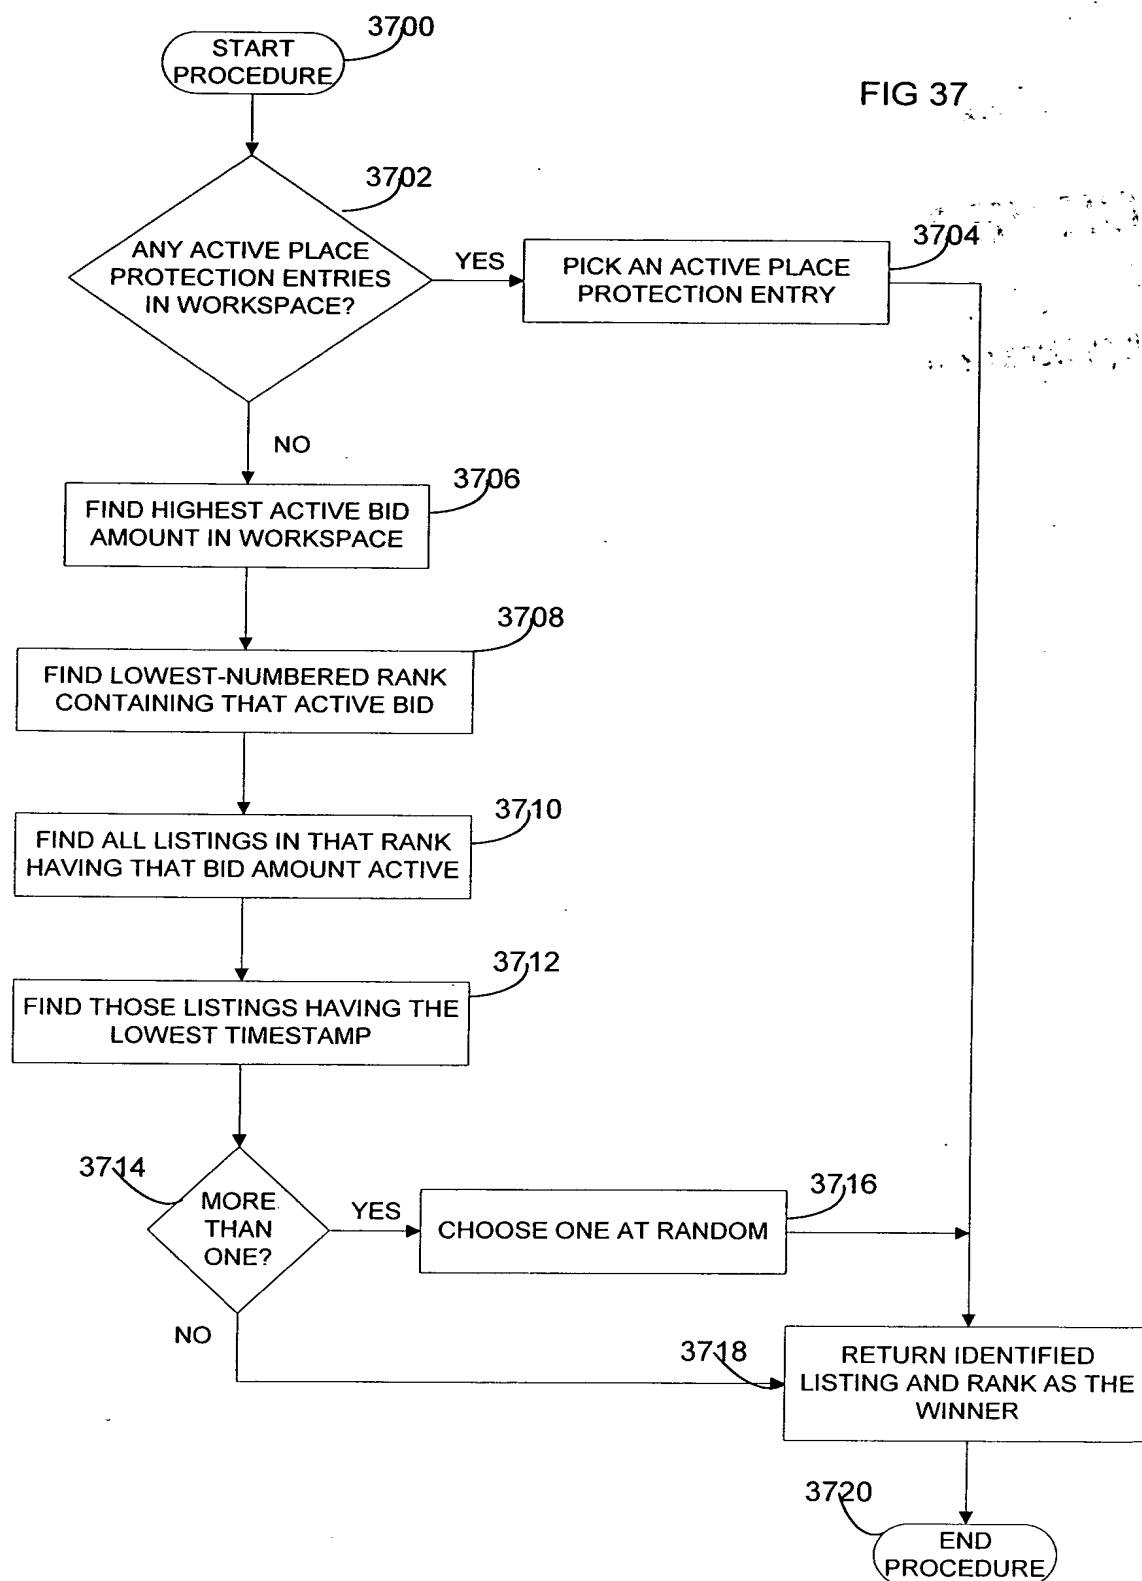 3700
START
PROCEDURE
FIG 37
3702
ANY ACTIVE PLACE
PROTECTION ENTRIES
IN WORKSPACE?
YES
3704
PICK AN ACTIVE PLACE
PROTECTION ENTRY
NO
3706
FIND HIGHEST ACTIVE BID
AMOUNT IN WORKSPACE
3708
FIND LOWEST-NUMBERED RANK
CONTAINING THAT ACTIVE BID
3710
FIND ALL LISTINGS IN THAT RANK
HAVING THAT BID AMOUNT ACTIVE
3712
FIND THOSE LISTINGS HAVING THE
LOWEST TIMESTAMP
3714
MORE
THAN
ONE?
YES
3716
CHOOSE ONE AT RANDOM
NO
3718
RETURN IDENTIFIED
LISTING AND RANK AS THE
WINNER
3720
END
PROCEDURE